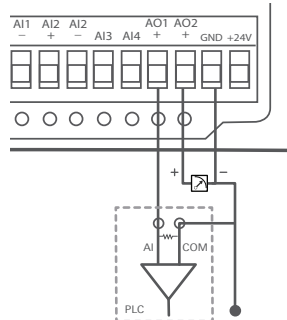 AI1 AI2 AI2 AO1 AO2
− + − AI3 AI4 + + GND +24V
+ −
AI COM
PLC